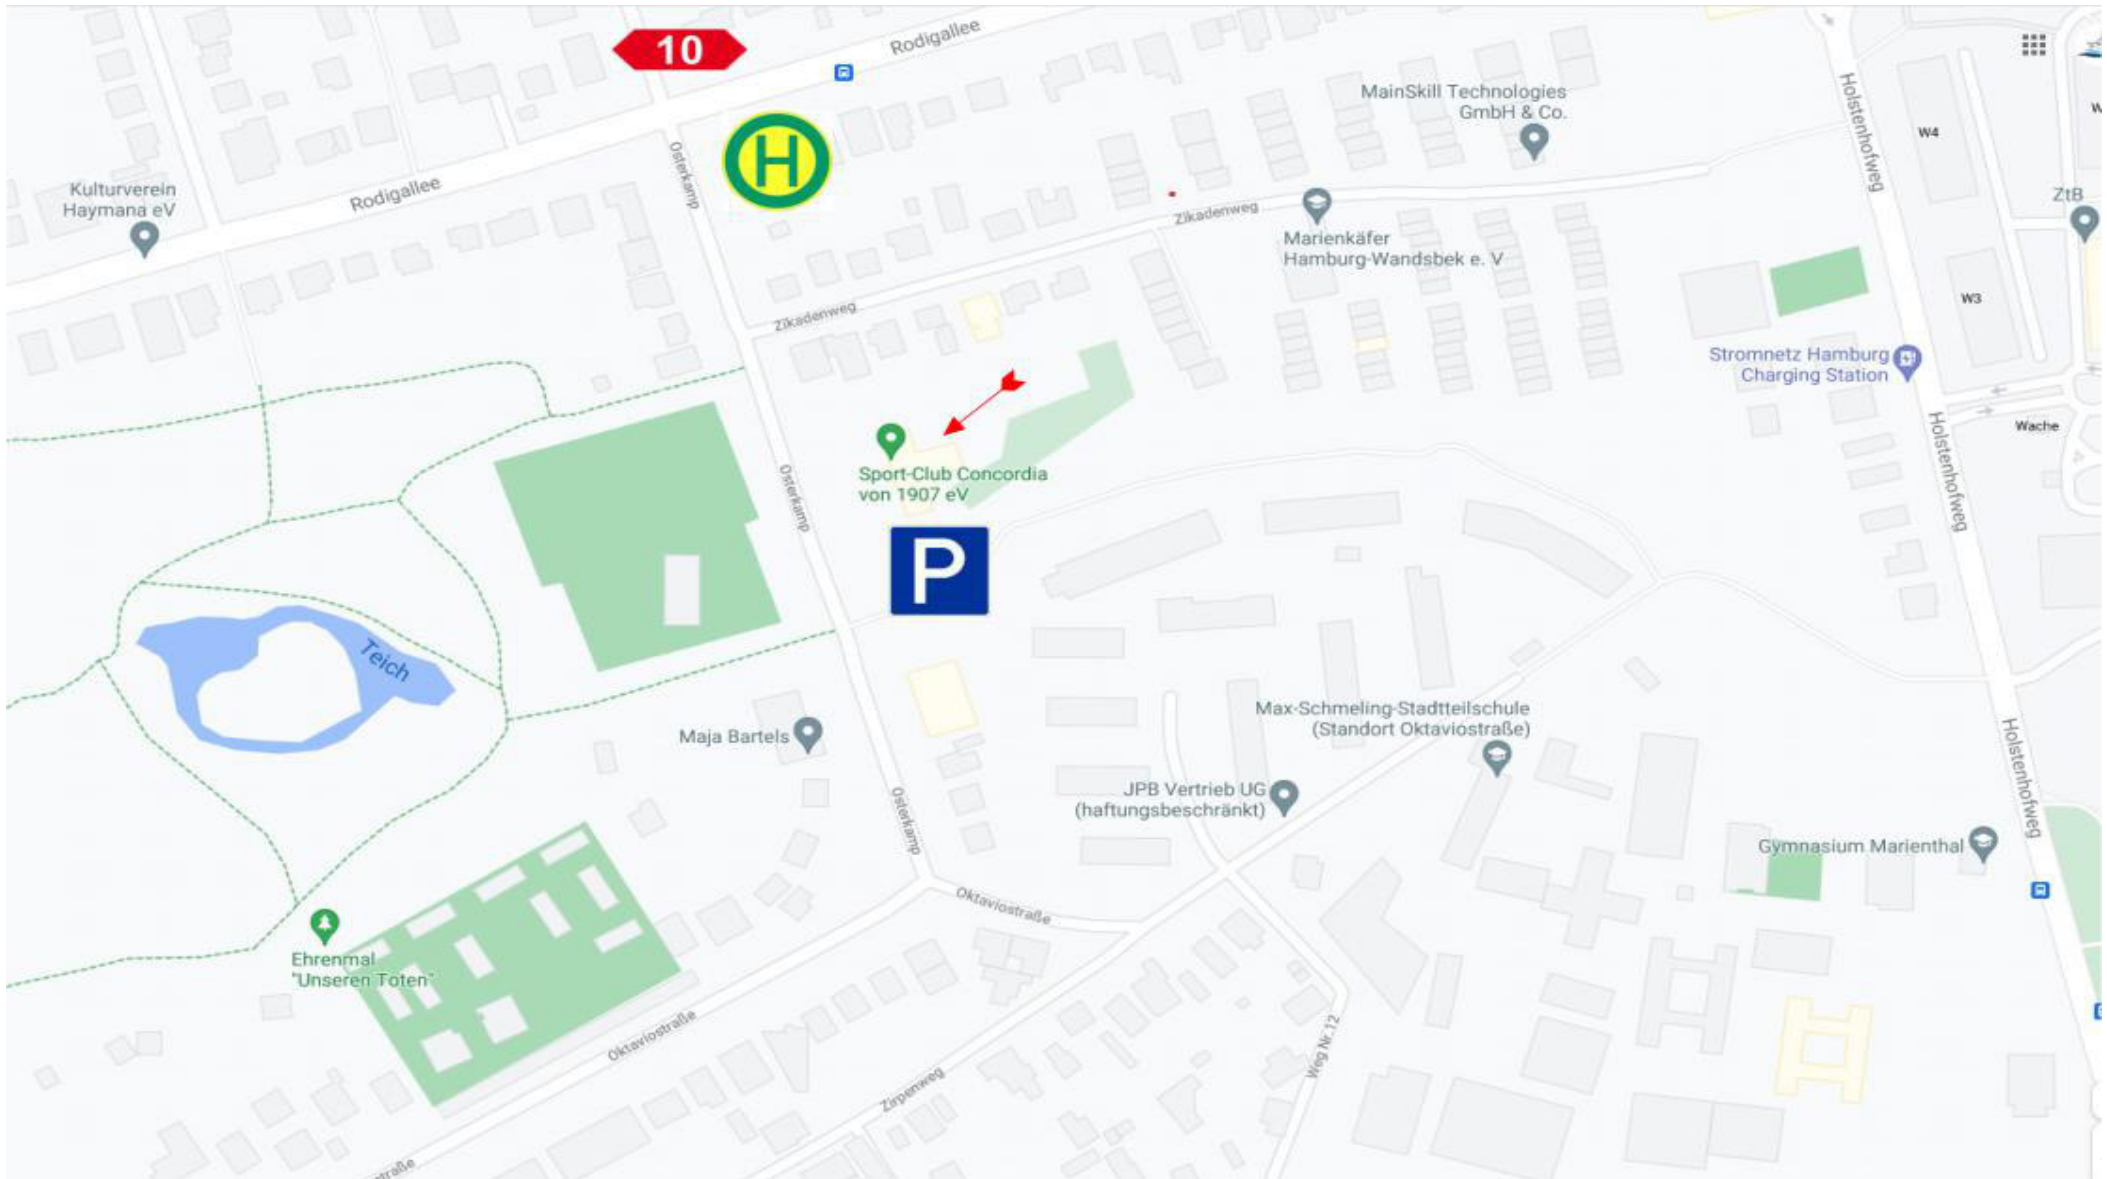 10
Rodigallee
H
MainSkill Technologies
GmbH & Co.
Holstenhofweg
W4
Osterkamp
Kulturverein
Haymana eV
Rodigallee
ZtB
Zikadenweg
Marienkäfer
Hamburg-Wandsbek e. V
W3
Zikadenweg
Stromnetz Hamburg
Charging Station
Wache
Holstenhofweg
Sport-Club Concordia
von 1907 eV
Osterkamp
P
Teich
Max-Schmeling-Stadtteilschule
(Standort Oktaviostraße)
Maja Bartels
Holstenhofweg
JPB Vertrieb UG
(haftungsbeschränkt)
Osterkamp
Gymnasium Marienthal
Oktaviostraße
Ehrenmal
"Unseren Toten"
Oktaviostraße
Weg Nr.12
Zirpenweg
straße